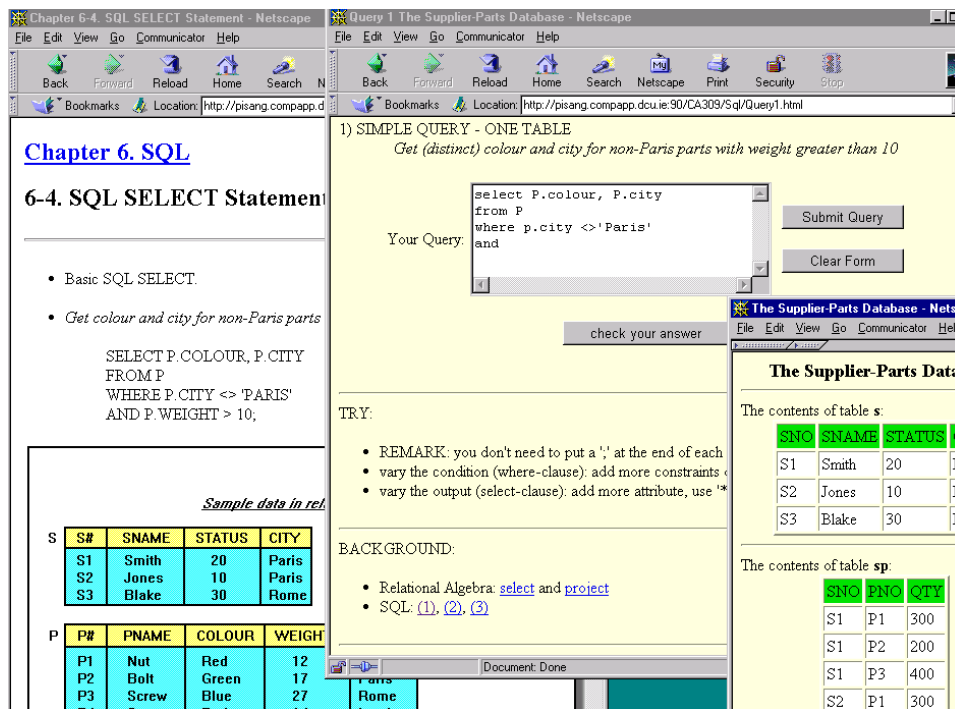 Chapter 6-4. SQL SELECT Statement - Netscape
File Edit View Go Communicator Help
Back Forward Reload Home Search N
Bookmarks Location: http://pisang.compapp.d
Chapter 6. SQL
6-4. SQL SELECT Statement
• Basic SQL SELECT.
• Get colour and city for non-Paris parts
SELECT P.COLOUR, P.CITY
FROM P
WHERE P.CITY <> 'PARIS'
AND P.WEIGHT > 10;
Sample data in rel
S S# SNAME STATUS CITY
S1 Smith 20 Paris
S2 Jones 10 Paris
S3 Blake 30 Rome
P P# PNAME COLOUR WEIGHT
P1 Nut Red 12
P2 Bolt Green 17 Paris
P3 Screw Blue 27 Rome
Query 1 The Supplier-Parts Database - Netscape
File Edit View Go Communicator Help
Back Forward Reload Home Search Netscape Print Security Stop
Bookmarks Location: http://pisang.compapp.dcu.ie:90/CA309/Sql/Query1.html
1) SIMPLE QUERY - ONE TABLE
Get (distinct) colour and city for non-Paris parts with weight greater than 10
Your Query:
select P.colour, P.city
from P
where p.city <>'Paris'
and
Submit Query
Clear Form
check your answer
TRY:
• REMARK: you don't need to put a ';' at the end of each
• vary the condition (where-clause): add more constraints
• vary the output (select-clause): add more attribute, use '*
BACKGROUND:
• Relational Algebra: select and project
• SQL: (1), (2), (3)
Document: Done
The Supplier-Parts Database - Nets
File Edit View Go Communicator Hel
The Supplier-Parts Data
The contents of table s:
SNO SNAME STATUS
S1 Smith 20
S2 Jones 10
S3 Blake 30
The contents of table sp:
SNO PNO QTY
S1 P1 300
S1 P2 200
S1 P3 400
S2 P1 300